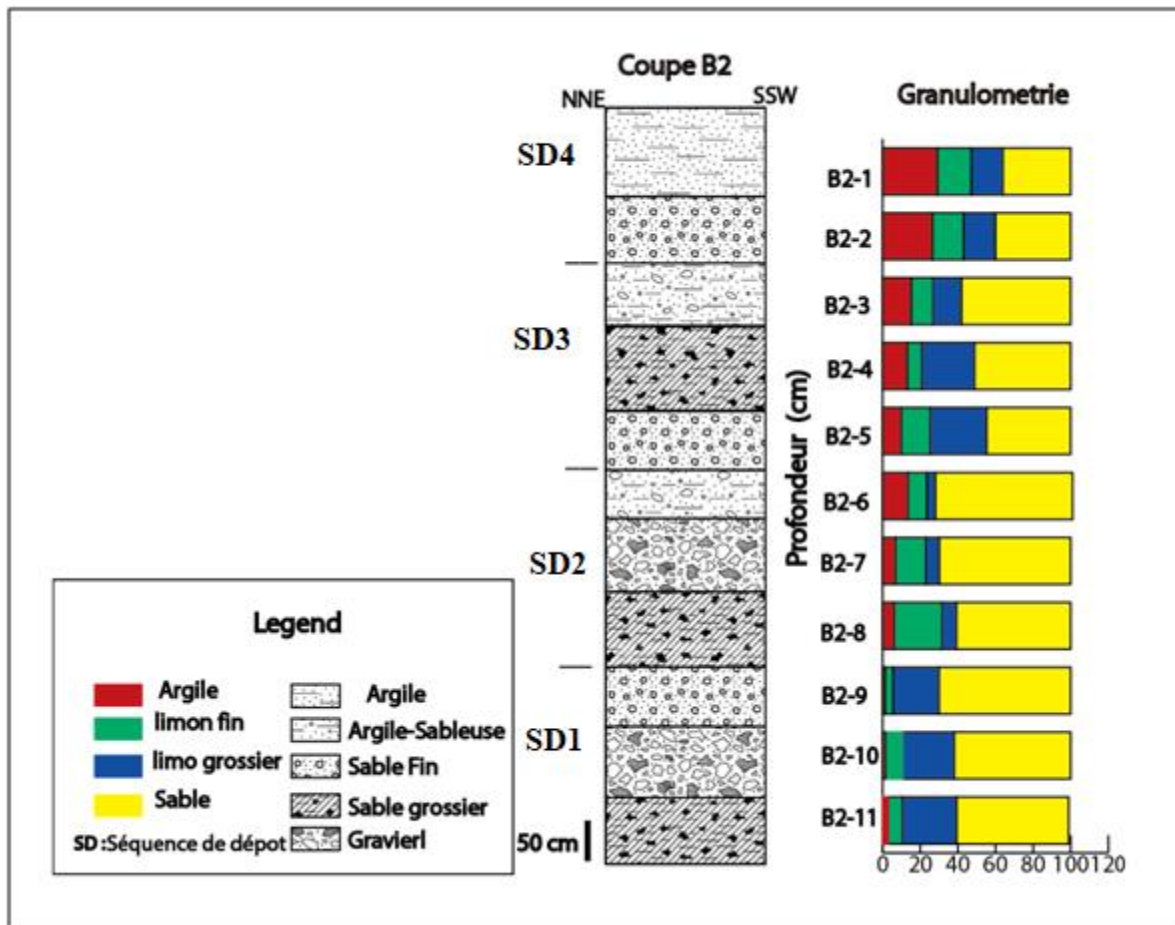 Coupe B2
NNE SSW
Granulometrie
SD4
SD3
SD2
SD1
50 cm
Profondeur (cm)
B2-1
B2-2
B2-3
B2-4
B2-5
B2-6
B2-7
B2-8
B2-9
B2-10
B2-11
0 20 40 60 80 100 120
Legend
Argile
limon fin
limo grossier
Sable
SD :Séquence de dépot
Argile
Argile-Sableuse
Sable Fin
Sable grossier
Gravierl